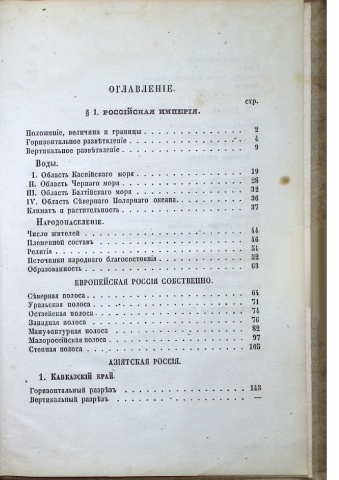 ОГЛАВЛЕНІЕ.
стр.
§ 1. РОССІЙСКАЯ ИМПЕРІЯ.
Положеніе, величина и границы . . . . . . . . . . . 2
Горизонтальное развѣтвленіе . . . . . . . . . . . 4
Вертикальное развѣтвленіе . . . . . . . . . . . 9
Воды.
I. Область Каспійскаго моря . . . . . . . . . . . 19
II. Область Чернаго моря . . . . . . . . . . . 28
III. Область Балтійскаго моря . . . . . . . . . . . 32
IV. Область Сѣвернаго Полярнаго океана. . . . . . . . 36
Климатъ и растительность . . . . . . . . . . . 37
Народонаселеніе.
Число жителей . . . . . . . . . . . 44
Племенной составъ . . . . . . . . . . . 46
Религія . . . . . . . . . . . 51
Источники народнаго благосостоянія . . . . . . . . . 52
Образованность . . . . . . . . . . . 63
ЕВРОПЕЙСКАЯ РОССІЯ СОБСТВЕННО.
Сѣверная полоса . . . . . . . . . . . 64
Уральская полоса . . . . . . . . . . . 71
Остзейская полоса . . . . . . . . . . . 74
Западная полоса . . . . . . . . . . . 76
Мануфактурная полоса . . . . . . . . . . . 82
Малороссійская полоса . . . . . . . . . . . 97
Степная полоса . . . . . . . . . . . 105
АЗІЯТСКАЯ РОССІЯ.
1. Кавказскій край.
Горизонтальный разрѣзъ . . . . . . . . . . . 143
Вертикальный разрѣзъ . . . . . . . . . . . —